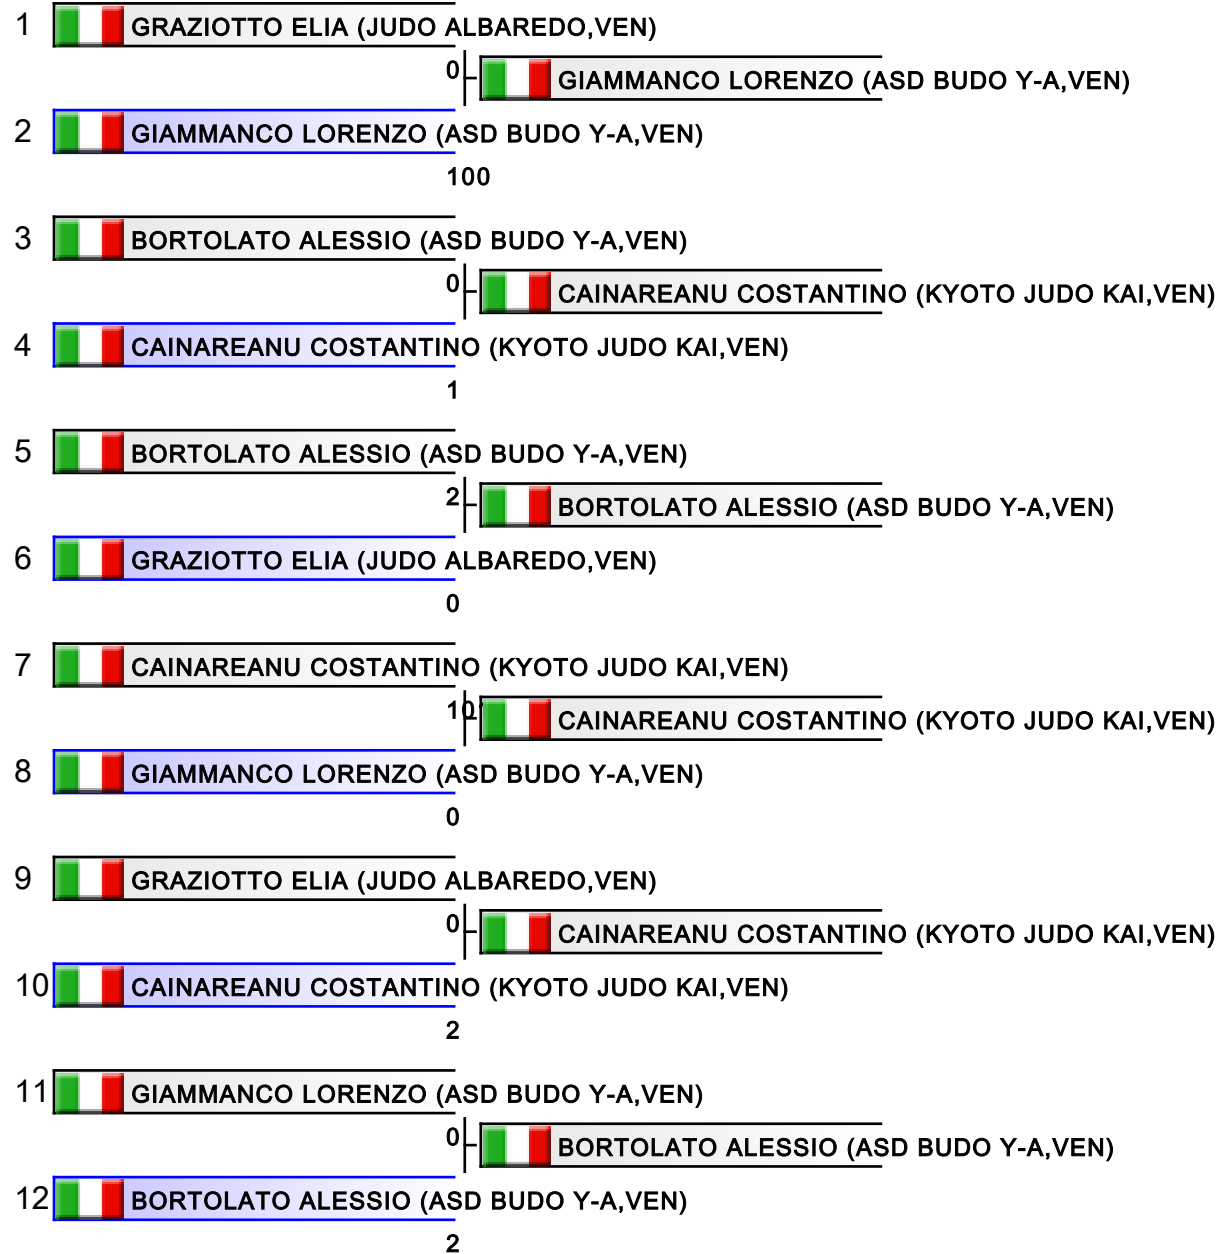 1 GRAZIOTTO ELIA (JUDO ALBAREDO,VEN)
0 GIAMMANCO LORENZO (ASD BUDO Y-A,VEN)
2 GIAMMANCO LORENZO (ASD BUDO Y-A,VEN)
100
3 BORTOLATO ALESSIO (ASD BUDO Y-A,VEN)
0 CAINAREANU COSTANTINO (KYOTO JUDO KAI,VEN)
4 CAINAREANU COSTANTINO (KYOTO JUDO KAI,VEN)
1
5 BORTOLATO ALESSIO (ASD BUDO Y-A,VEN)
2 BORTOLATO ALESSIO (ASD BUDO Y-A,VEN)
6 GRAZIOTTO ELIA (JUDO ALBAREDO,VEN)
0
7 CAINAREANU COSTANTINO (KYOTO JUDO KAI,VEN)
CAINAREANU COSTANTINO (KYOTO JUDO KAI,VEN)
8 GIAMMANCO LORENZO (ASD BUDO Y-A,VEN)
0
9 GRAZIOTTO ELIA (JUDO ALBAREDO,VEN)
0 CAINAREANU COSTANTINO (KYOTO JUDO KAI,VEN)
10 CAINAREANU COSTANTINO (KYOTO JUDO KAI,VEN)
2
11 GIAMMANCO LORENZO (ASD BUDO Y-A,VEN)
0 BORTOLATO ALESSIO (ASD BUDO Y-A,VEN)
12 BORTOLATO ALESSIO (ASD BUDO Y-A,VEN)
2